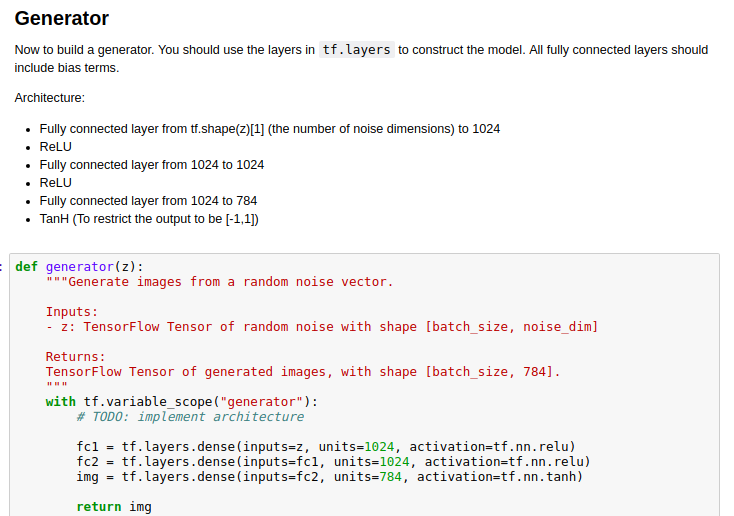 Generator
Now to build a generator. You should use the layers in tf.layers to construct the model. All fully connected layers should
include bias terms.
Architecture:
• Fully connected layer from tf.shape(z)[1] (the number of noise dimensions) to 1024
• ReLU
• Fully connected layer from 1024 to 1024
• ReLU
• Fully connected layer from 1024 to 784
• TanH (To restrict the output to be [-1,1])
: def generator(z):
    """Generate images from a random noise vector.
    Inputs:
    - z: TensorFlow Tensor of random noise with shape [batch_size, noise_dim]
    Returns:
    TensorFlow Tensor of generated images, with shape [batch_size, 784].
    """
    with tf.variable_scope("generator"):
        # TODO: implement architecture
        fc1 = tf.layers.dense(inputs=z, units=1024, activation=tf.nn.relu)
        fc2 = tf.layers.dense(inputs=fc1, units=1024, activation=tf.nn.relu)
        img = tf.layers.dense(inputs=fc2, units=784, activation=tf.nn.tanh)
        return img